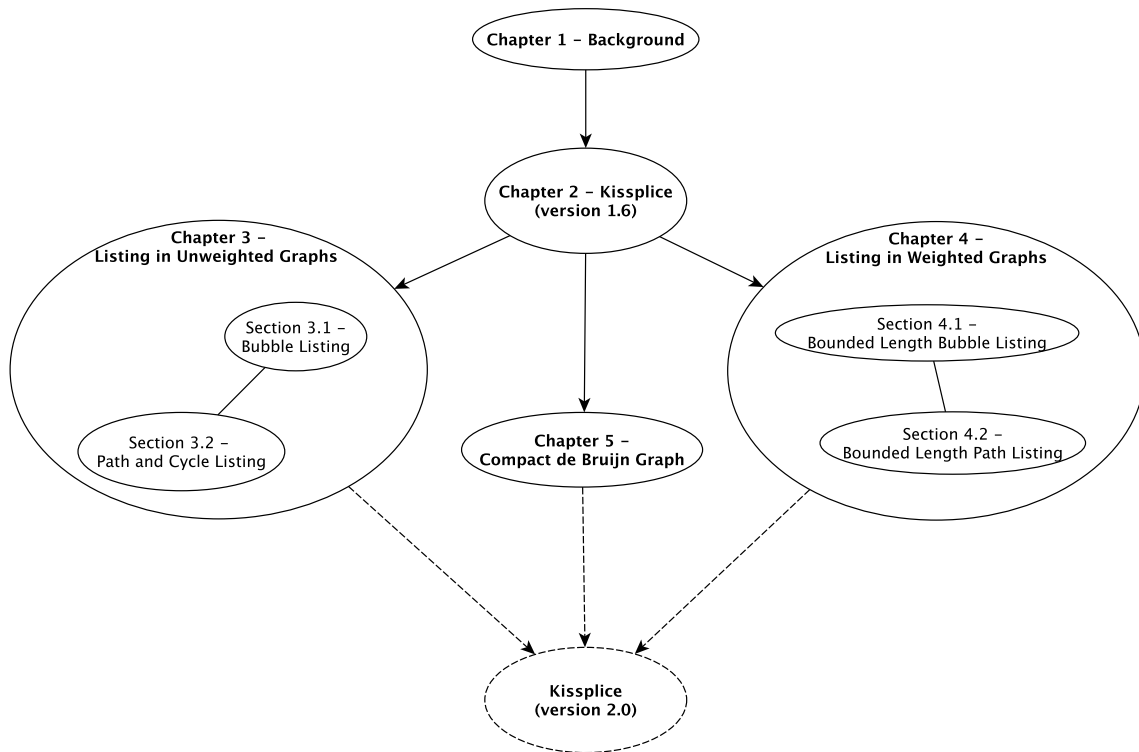 Chapter 1 – Background
Chapter 2 – Kissplice
(version 1.6)
Chapter 3 –
Listing in Unweighted Graphs
Section 3.1 –
Bubble Listing
Section 3.2 –
Path and Cycle Listing
Chapter 5 –
Compact de Bruijn Graph
Chapter 4 –
Listing in Weighted Graphs
Section 4.1 –
Bounded Length Bubble Listing
Section 4.2 –
Bounded Length Path Listing
Kissplice
(version 2.0)